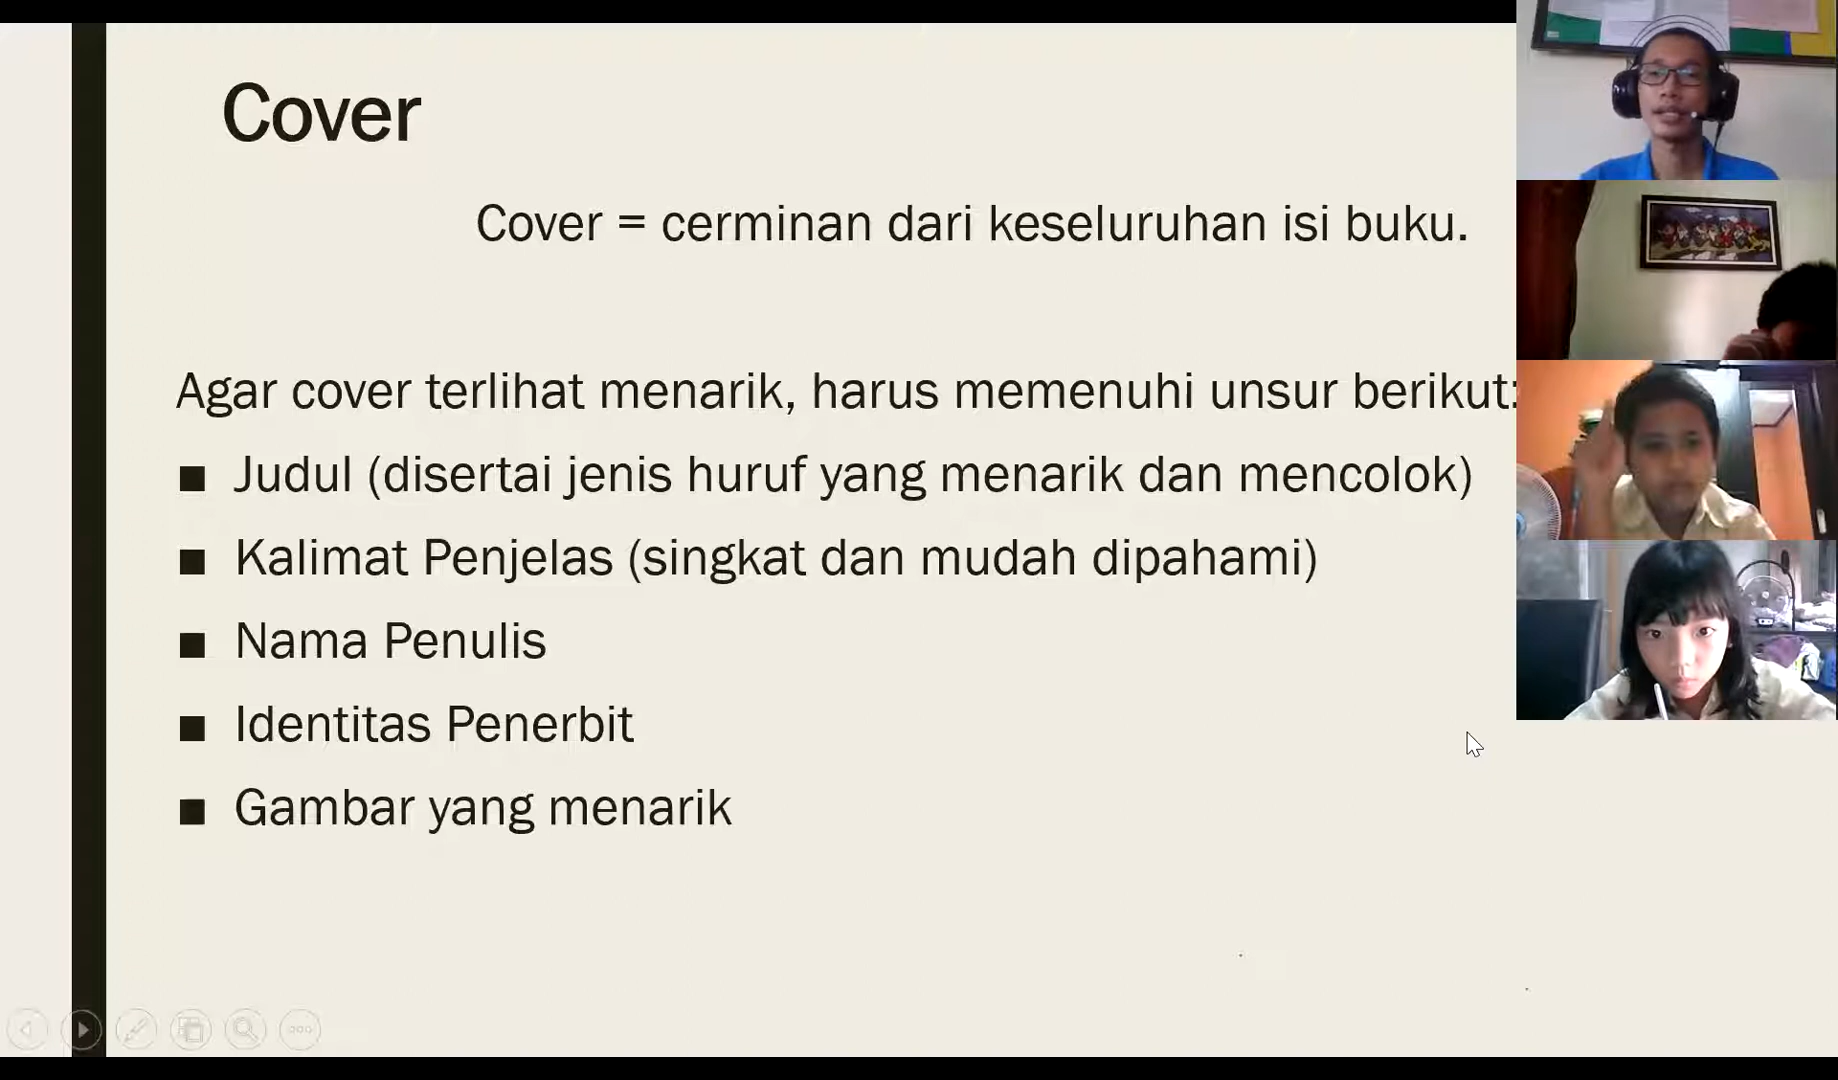 Cover
Cover = cerminan dari keseluruhan isi buku.
Agar cover terlihat menarik, harus memenuhi unsur berikut:
■ Judul (disertai jenis huruf yang menarik dan mencolok)
■ Kalimat Penjelas (singkat dan mudah dipahami)
■ Nama Penulis
■ Identitas Penerbit
■ Gambar yang menarik